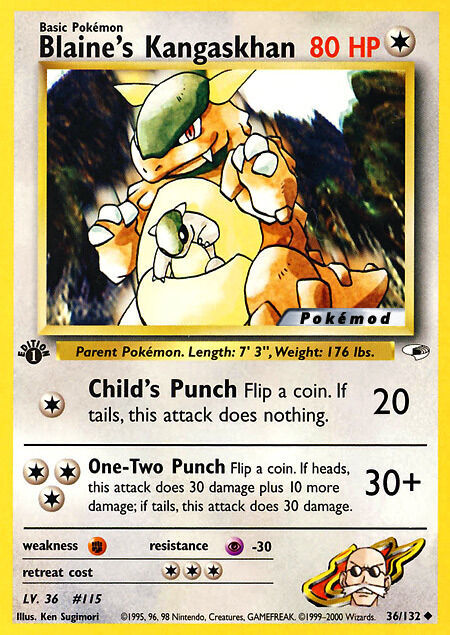 Basic Pokémon
Blaine's Kangaskhan 80 HP
Pokémod
EDITION
1
Parent Pokémon. Length: 7' 3", Weight: 176 lbs.
Child's Punch Flip a coin. If
tails, this attack does nothing.
20
One-Two Punch Flip a coin. If heads,
this attack does 30 damage plus 10 more
damage; if tails, this attack does 30 damage.
30+
weakness resistance -30
retreat cost
LV. 36 #115
Illus. Ken Sugimori ©1995, 96, 98 Nintendo, Creatures, GAMEFREAK. ©1999-2000 Wizards. 36/132